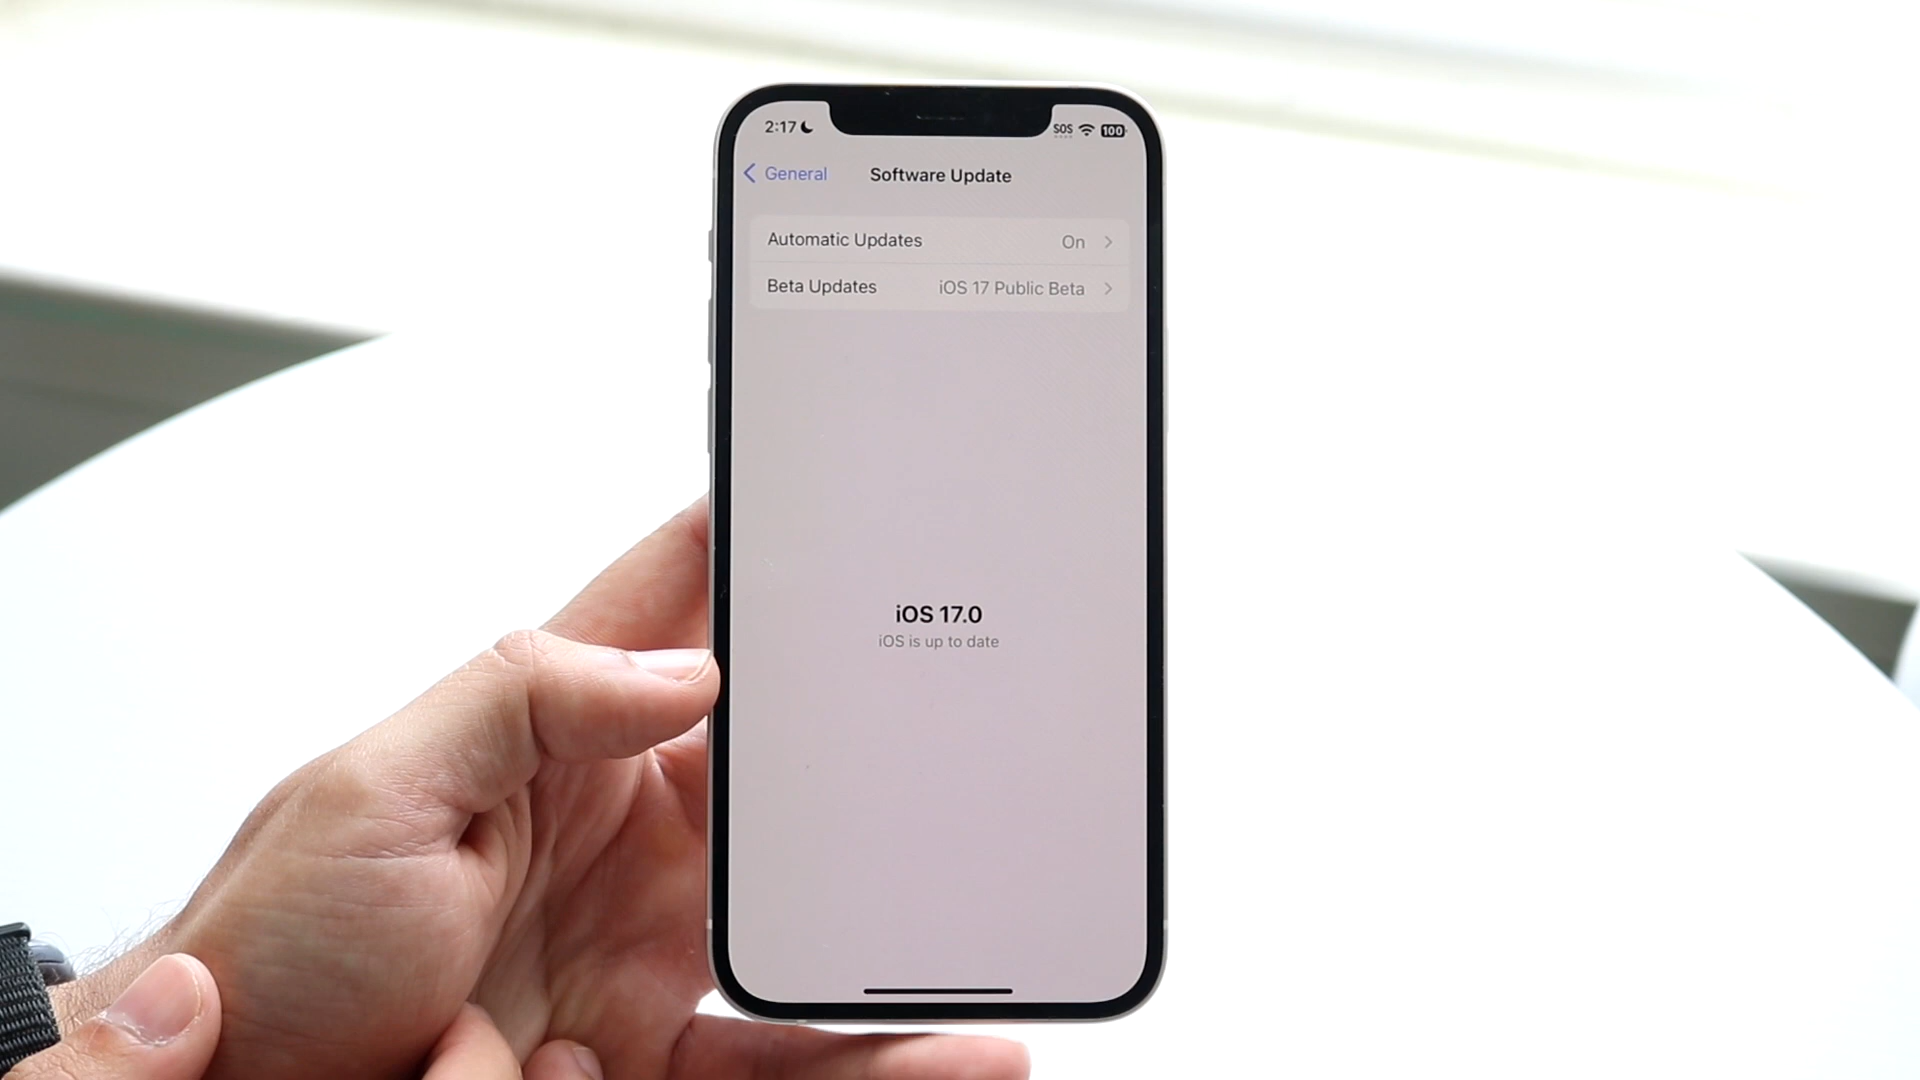 2:17
SOS 100
General
Software Update
Automatic Updates On
Beta Updates iOS 17 Public Beta
iOS 17.0
iOS is up to date